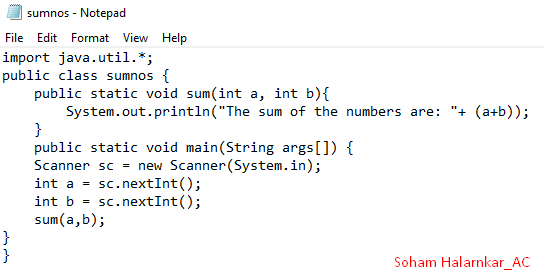 sumnos - Notepad
File Edit Format View Help
import java.util.*;
public class sumnos {
    public static void sum(int a, int b){
        System.out.println("The sum of the numbers are: "+ (a+b));
    }
    public static void main(String args[]) {
    Scanner sc = new Scanner(System.in);
    int a = sc.nextInt();
    int b = sc.nextInt();
    sum(a,b);
}
}
Soham Halarnkar_AC